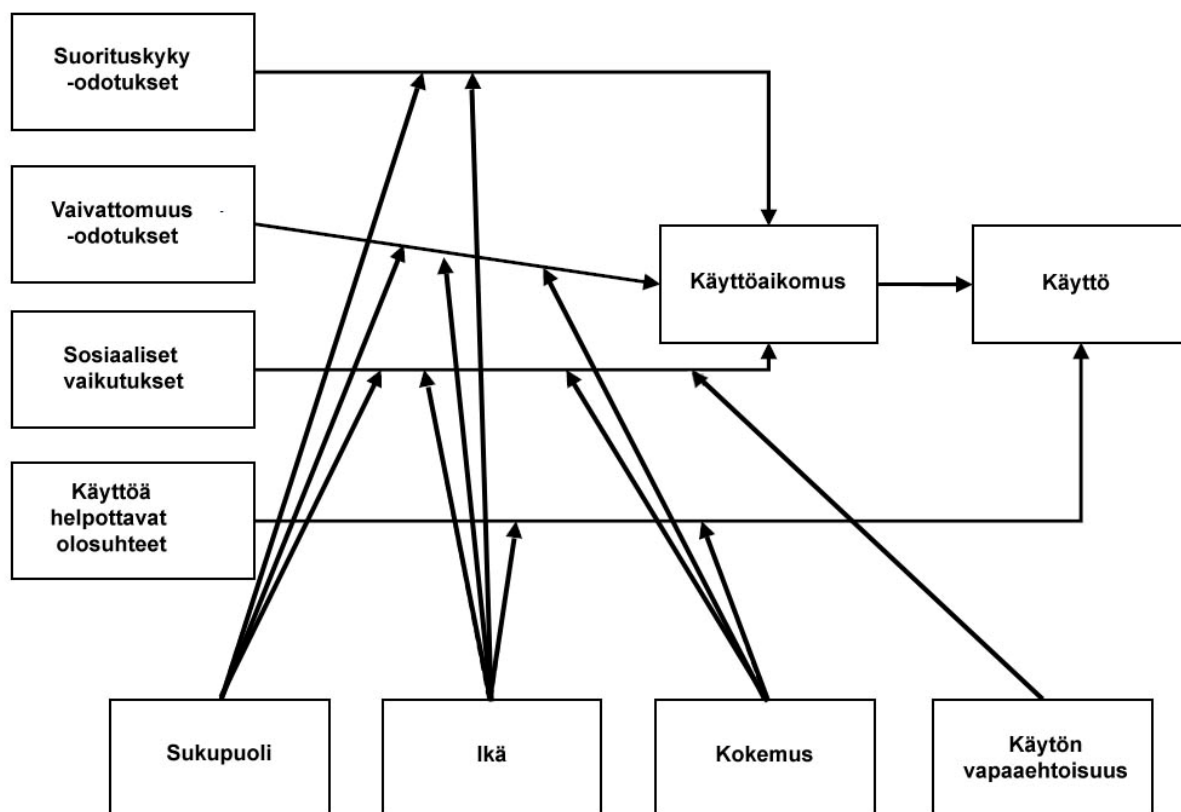 Suorituskyky
-odotukset
Vaivattomuus
-odotukset
Sosiaaliset
vaikutukset
Käyttöä
helpottavat
olosuhteet
Käyttöaikomus
Käyttö
Sukupuoli
Ikä
Kokemus
Käytön
vapaaehtoisuus